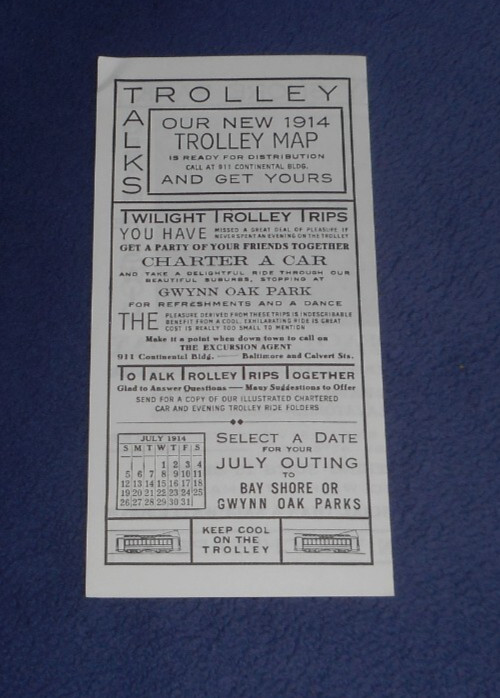 TROLLEY
TALKS
OUR NEW 1914
TROLLEY MAP
IS READY FOR DISTRIBUTION
CALL AT 911 CONTINENTAL BLDG.
AND GET YOURS
TWILIGHT TROLLEY TRIPS
YOU HAVE MISSED A GREAT DEAL OF PLEASURE IF
NEVER SPENT AN EVENING ON THE TROLLEY
GET A PARTY OF YOUR FRIENDS TOGETHER
CHARTER A CAR
AND TAKE A DELIGHTFUL RIDE THROUGH OUR
BEAUTIFUL SUBURBS, STOPPING AT
GWYNN OAK PARK
FOR REFRESHMENTS AND A DANCE
THE PLEASURE DERIVED FROM THESE TRIPS IS INDESCRIBABLE
BENEFIT FROM A COOL, EXHILARATING RIDE IS GREAT
COST IS REALLY TOO SMALL TO MENTION
Make it a point when down town to call on
THE EXCURSION AGENT
911 Continental Bldg. — Baltimore and Calvert Sts.
TO TALK TROLLEY TRIPS TOGETHER
Glad to Answer Questions — Many Suggestions to Offer
SEND FOR A COPY OF OUR ILLUSTRATED CHARTERED
CAR AND EVENING TROLLEY RIDE FOLDERS
JULY 1914
S M T W T F S
1 2 3 4
5 6 7 8 9 10 11
12 13 14 15 16 17 18
19 20 21 22 23 24 25
26 27 28 29 30 31
SELECT A DATE
FOR YOUR
JULY OUTING
TO
BAY SHORE OR
GWYNN OAK PARKS
KEEP COOL
ON THE
TROLLEY